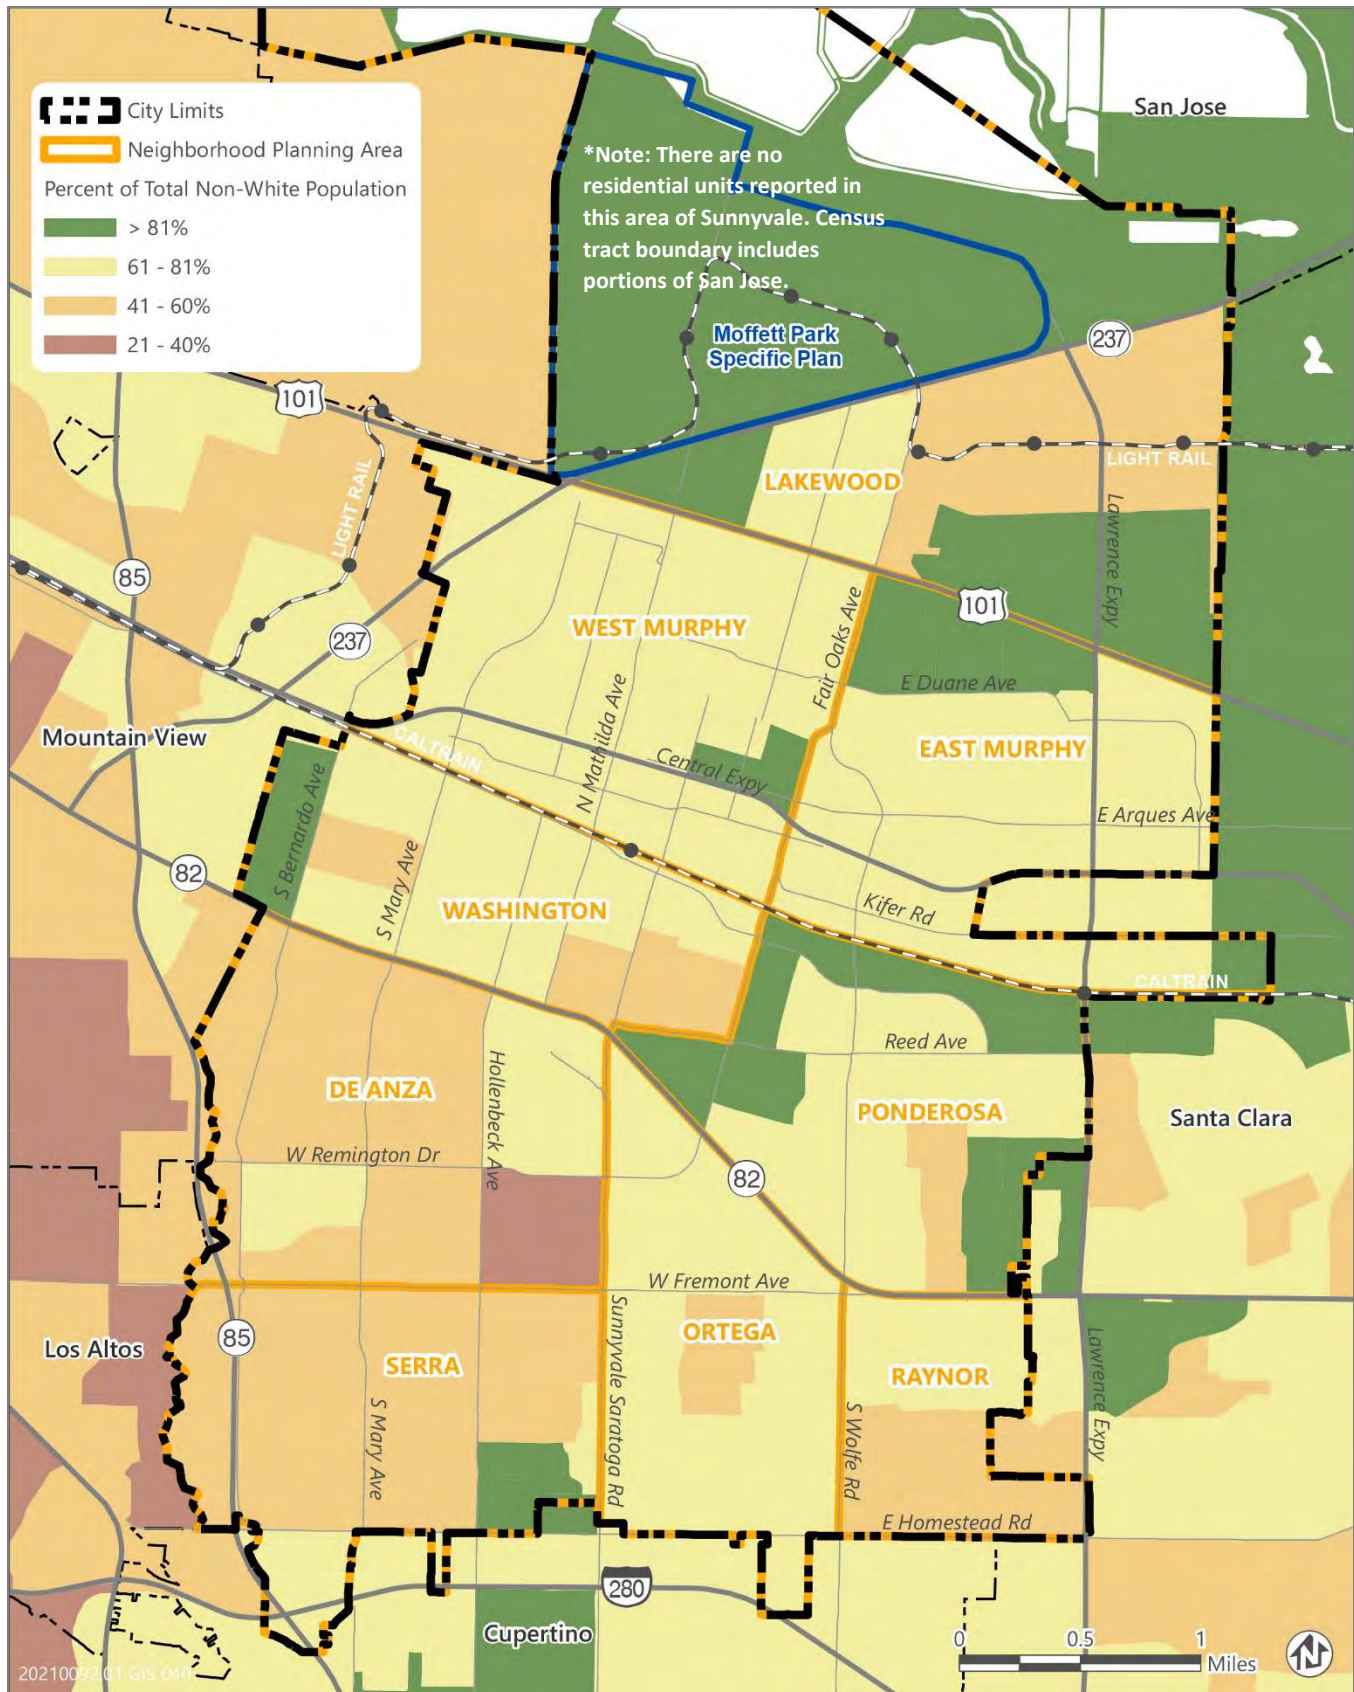 San Jose
City Limits
Neighborhood Planning Area
Percent of Total Non-White Population
> 81%
61 - 81%
41 - 60%
21 - 40%
*Note: There are no
residential units reported in
this area of Sunnyvale. Census
tract boundary includes
portions of San Jose.
Moffett Park
Specific Plan
237
101
LIGHT RAIL
LAKEWOOD
LIGHT RAIL
Lawrence Expy
85
237
101
WEST MURPHY
Fair Oaks Ave
E Duane Ave
N Mathilda Ave
Mountain View
CALTRAIN
Central Expy
EAST MURPHY
E Arques Ave
S Bernardo Ave
S Mary Ave
82
WASHINGTON
Kifer Rd
CALTRAIN
Reed Ave
Hollenbeck Ave
DE ANZA
PONDEROSA
Santa Clara
W Remington Dr
82
W Fremont Ave
Los Altos
85
SERRA
Sunnyvale Saratoga Rd
ORTEGA
RAYNOR
Lawrence Expy
S Mary Ave
S Wolfe Rd
E Homestead Rd
280
Cupertino
0 0.5 1
Miles
N
20210092.01 GIS 040